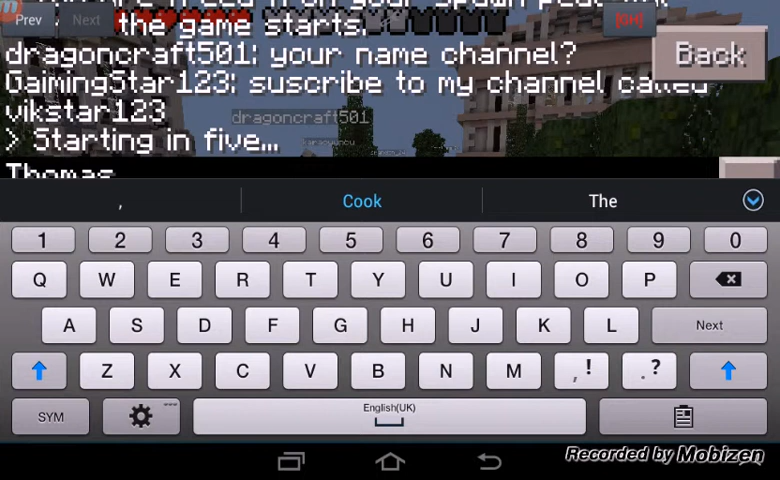 Prev Next
the game starts.
[GH]
Back
dragoncraft501: your name channel?
GaimingStar123: suscribe to my channel called
vikstar123
dragoncraft501
> Starting in five...
Thomas
, Cook The
1 2 3 4 5 6 7 8 9 0
Q W E R T Y U I O P
A S D F G H J K L Next
Z X C V B N M , ! . ?
SYM English(UK)
Recorded by Mobizen